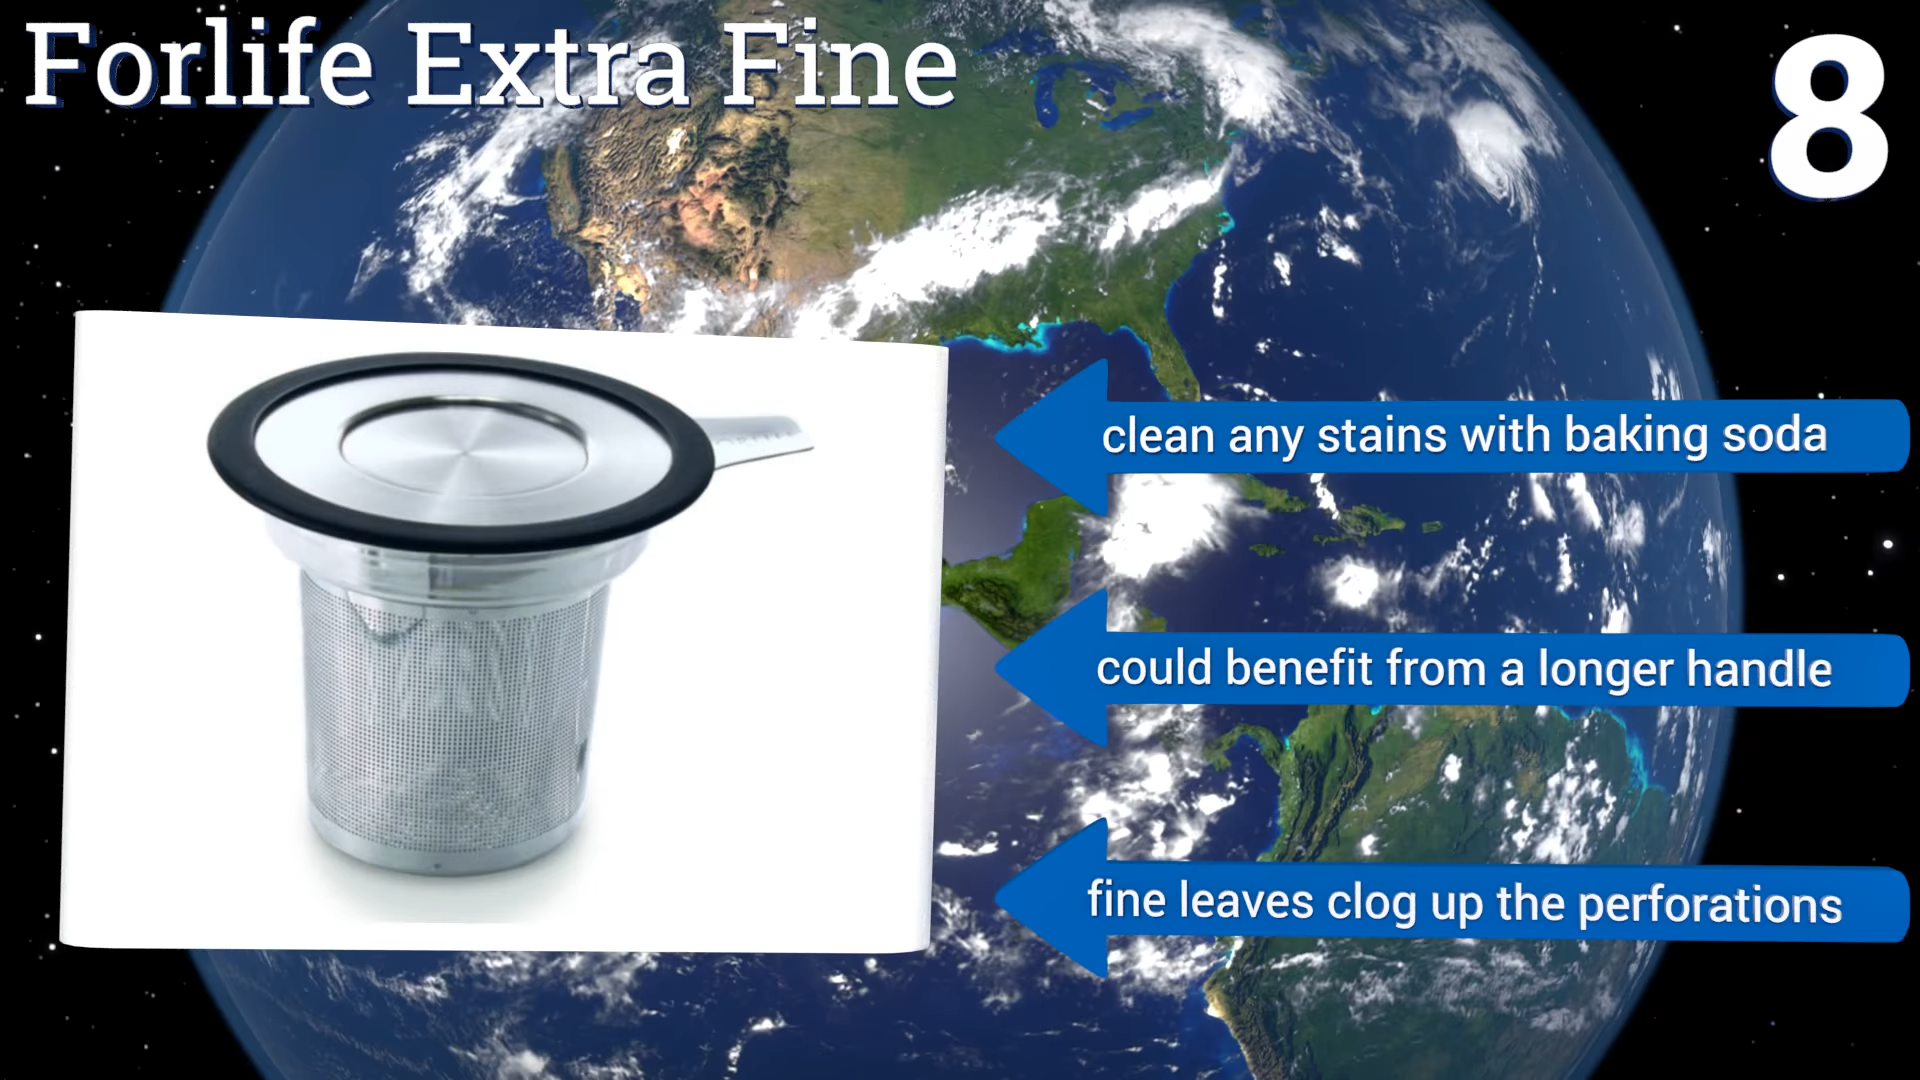 Forlife Extra Fine
8
clean any stains with baking soda
could benefit from a longer handle
fine leaves clog up the perforations